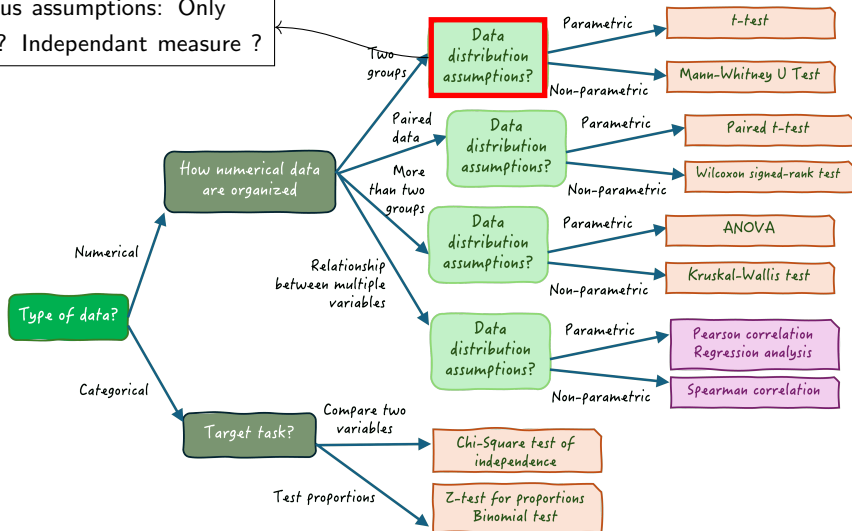 us assumptions: Only
? Independant measure ?
Type of data?
Numerical
Categorical
How numerical data
are organized
Two
groups
Paired
data
More
than two
groups
Relationship
between multiple
variables
Data
distribution
assumptions?
Parametric
t-test
Non-parametric
Mann-Whitney U Test
Data
distribution
assumptions?
Parametric
Paired t-test
Non-parametric
Wilcoxon signed-rank test
Data
distribution
assumptions?
Parametric
ANOVA
Non-parametric
Kruskal-Wallis test
Data
distribution
assumptions?
Parametric
Pearson correlation
Regression analysis
Non-parametric
Spearman correlation
Target task?
Compare two
variables
Chi-Square test of
independence
Test proportions
Z-test for proportions
Binomial test